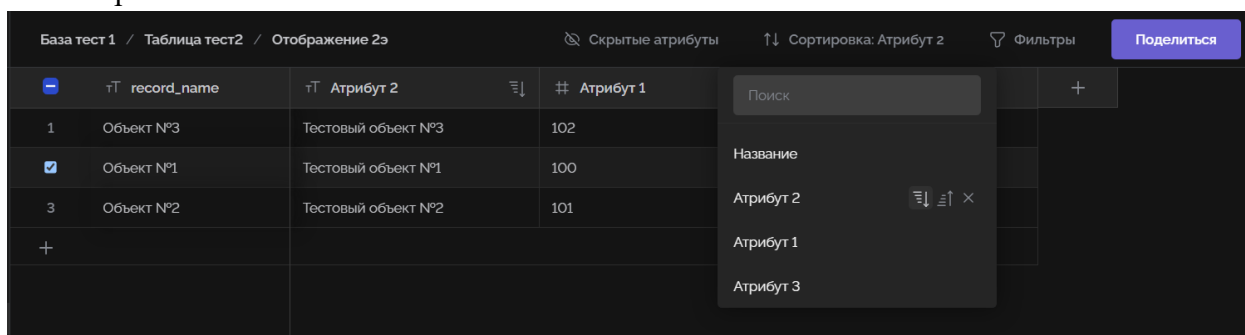 База тест 1 / Таблица тест2 / Отображение 2э Скрытые атрибуты Сортировка: Атрибут 2 Фильтры Поделиться
тТ record_name тТ Атрибут 2 # Атрибут 1 +
Поиск
1 Объект №3 Тестовый объект №3 102
Название
Объект №1 Тестовый объект №1 100
Атрибут 2
3 Объект №2 Тестовый объект №2 101
Атрибут 1
+
Атрибут 3